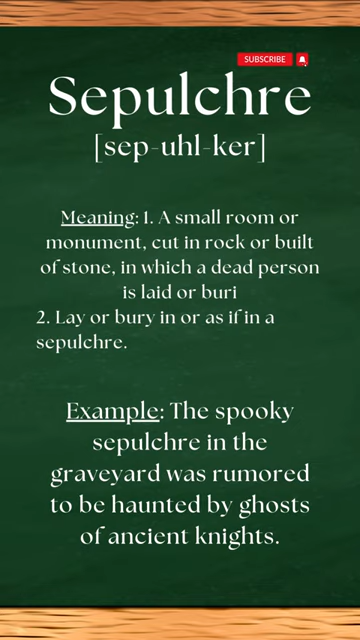 SUBSCRIBE
Sepulchre
[sep-uhl-ker]
Meaning: 1. A small room or
monument, cut in rock or built
of stone, in which a dead person
is laid or buri
2. Lay or bury in or as if in a
sepulchre.
Example: The spooky
sepulchre in the
graveyard was rumored
to be haunted by ghosts
of ancient knights.